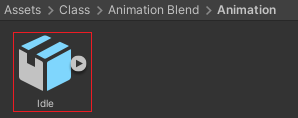 Assets > Class > Animation Blend > Animation
Idle